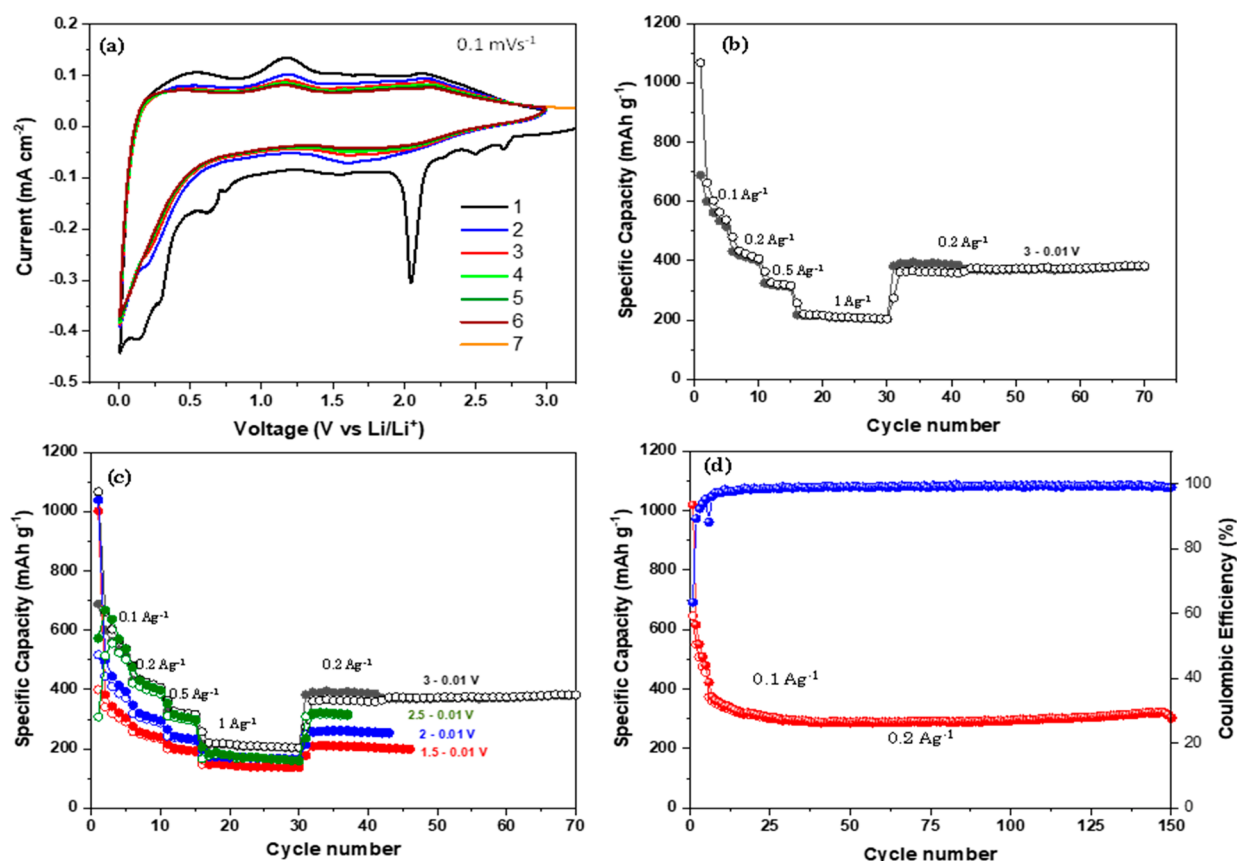 (a)
0.1 mVs⁻¹
0.2
0.1
0.0
-0.1
-0.2
-0.3
-0.4
-0.5
Current (mA cm⁻²)
1
2
3
4
5
6
7
0.0 0.5 1.0 1.5 2.0 2.5 3.0
Voltage (V vs Li/Li⁺)
(b)
1200
1000
800
600
400
200
0
Specific Capacity (mAh g⁻¹)
0.1 Ag⁻¹
0.2 Ag⁻¹
0.5 Ag⁻¹
1 Ag⁻¹
0.2 Ag⁻¹
3 - 0.01 V
0 10 20 30 40 50 60 70
Cycle number
(c)
1200
1000
800
600
400
200
0
Specific Capacity (mAh g⁻¹)
0.1 Ag⁻¹
0.2 Ag⁻¹
0.5 Ag⁻¹
1 Ag⁻¹
0.2 Ag⁻¹
3 - 0.01 V
2.5 - 0.01 V
2 - 0.01 V
1.5 - 0.01 V
0 10 20 30 40 50 60 70
Cycle number
(d)
1200
1000
800
600
400
200
0
Specific Capacity (mAh g⁻¹)
0.1 Ag⁻¹
0.2 Ag⁻¹
100
80
60
40
20
0
Coulombic Efficiency (%)
0 25 50 75 100 125 150
Cycle number